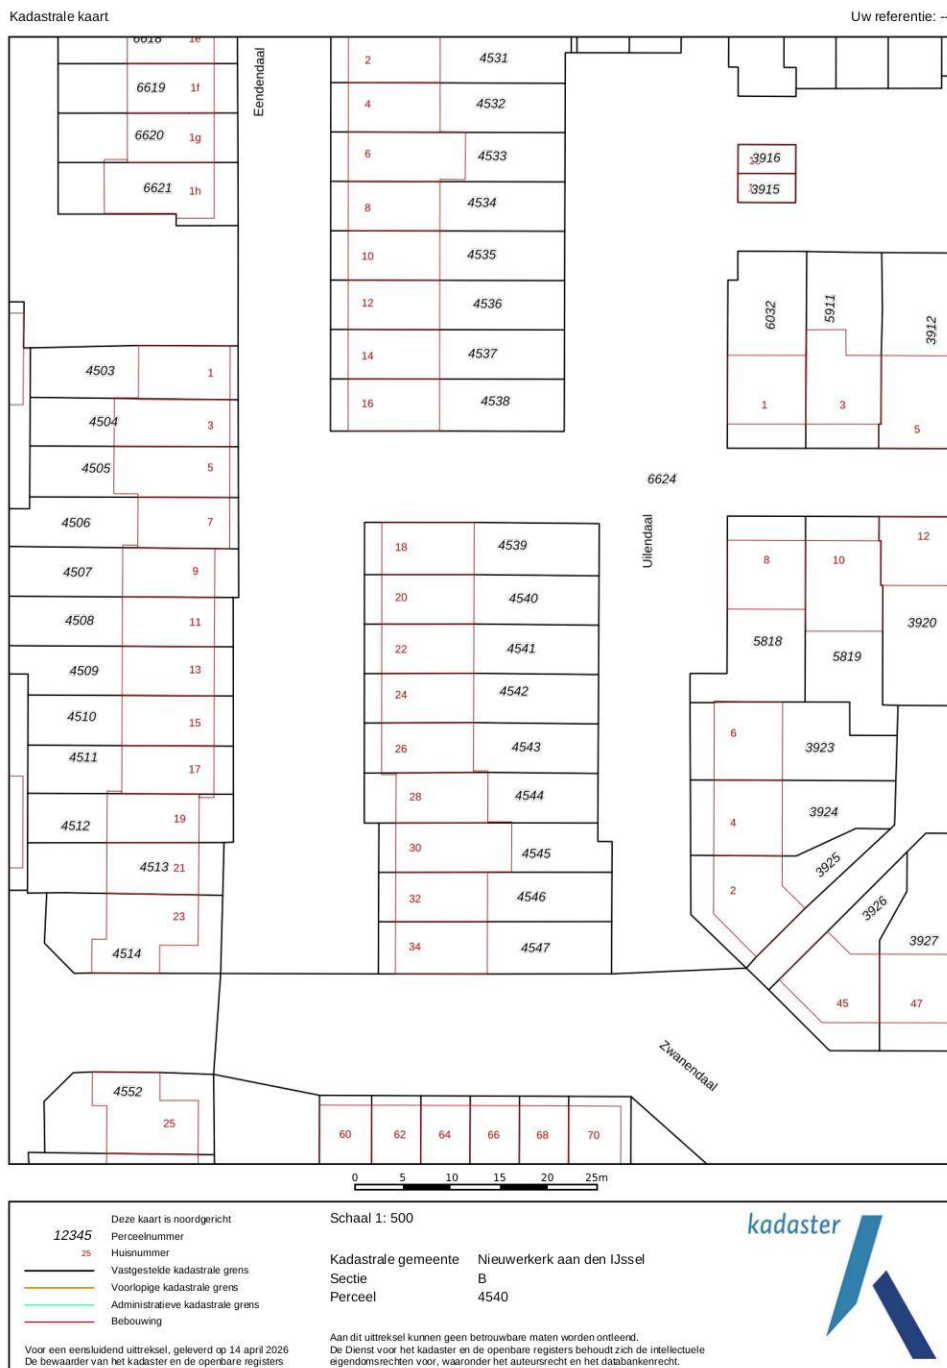 Kadastrale kaart
Uw referentie: --
6618 1e
6619 1f
6620 1g
6621 1h
Eendendaal
2 4531
4 4532
6 4533
8 4534
10 4535
12 4536
14 4537
16 4538
3916
3915
6032
5911
3912
1
3
5
4503 1
4504 3
4505 5
4506 7
4507 9
4508 11
4509 13
4510 15
4511 17
4512 19
4513 21
23
4514
6624
Uilendaal
18 4539
20 4540
22 4541
24 4542
26 4543
28 4544
30 4545
32 4546
34 4547
8
10
12
5818
5819
3920
6 3923
4 3924
2 3925
3926
3927
45
47
Zwanendaal
4552
25
60 62 64 66 68 70
0 5 10 15 20 25m
Deze kaart is noordgericht
12345 Perceelnummer
25 Huisnummer
Vastgestelde kadastrale grens
Voorlopige kadastrale grens
Administratieve kadastrale grens
Bebouwing
Voor een eensluidend uittreksel, geleverd op 14 april 2026
De bewaarder van het kadaster en de openbare registers
Schaal 1: 500
Kadastrale gemeente Nieuwerkerk aan den IJssel
Sectie B
Perceel 4540
Aan dit uittreksel kunnen geen betrouwbare maten worden ontleend.
De Dienst voor het kadaster en de openbare registers behoudt zich de intellectuele
eigendomsrechten voor, waaronder het auteursrecht en het databankenrecht.
kadaster